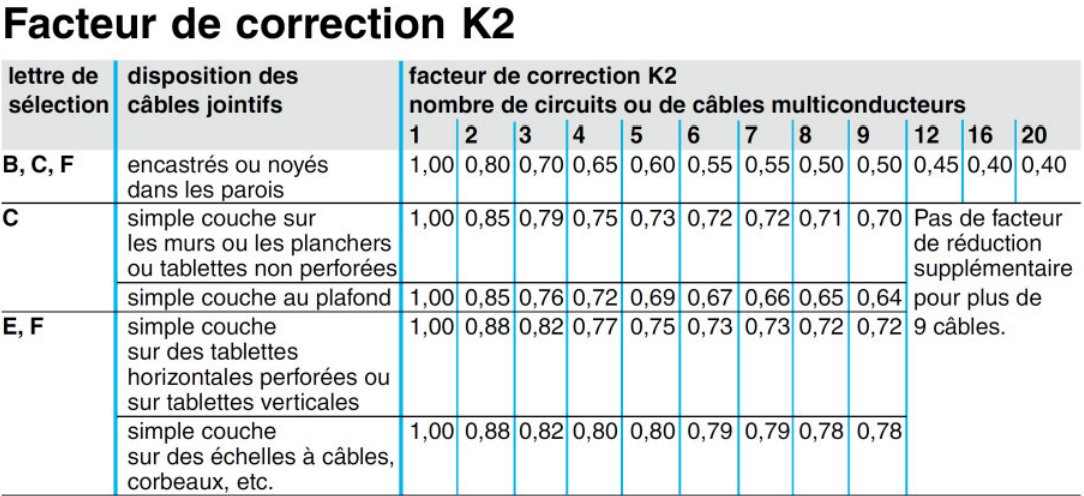 Facteur de correction K2
lettre de sélection disposition des câbles jointifs facteur de correction K2
nombre de circuits ou de câbles multiconducteurs
1 2 3 4 5 6 7 8 9 12 16 20
B, C, F encastrés ou noyés 1,00 0,80 0,70 0,65 0,60 0,55 0,55 0,50 0,50 0,45 0,40 0,40
dans les parois
C simple couche sur 1,00 0,85 0,79 0,75 0,73 0,72 0,72 0,71 0,70 Pas de facteur
les murs ou les planchers de réduction
ou tablettes non perforées supplémentaire
simple couche au plafond 1,00 0,85 0,76 0,72 0,69 0,67 0,66 0,65 0,64 pour plus de
E, F simple couche 1,00 0,88 0,82 0,77 0,75 0,73 0,73 0,72 0,72 9 câbles.
sur des tablettes
horizontales perforées ou
sur tablettes verticales
simple couche 1,00 0,88 0,82 0,80 0,80 0,79 0,79 0,78 0,78
sur des échelles à câbles,
corbeaux, etc.